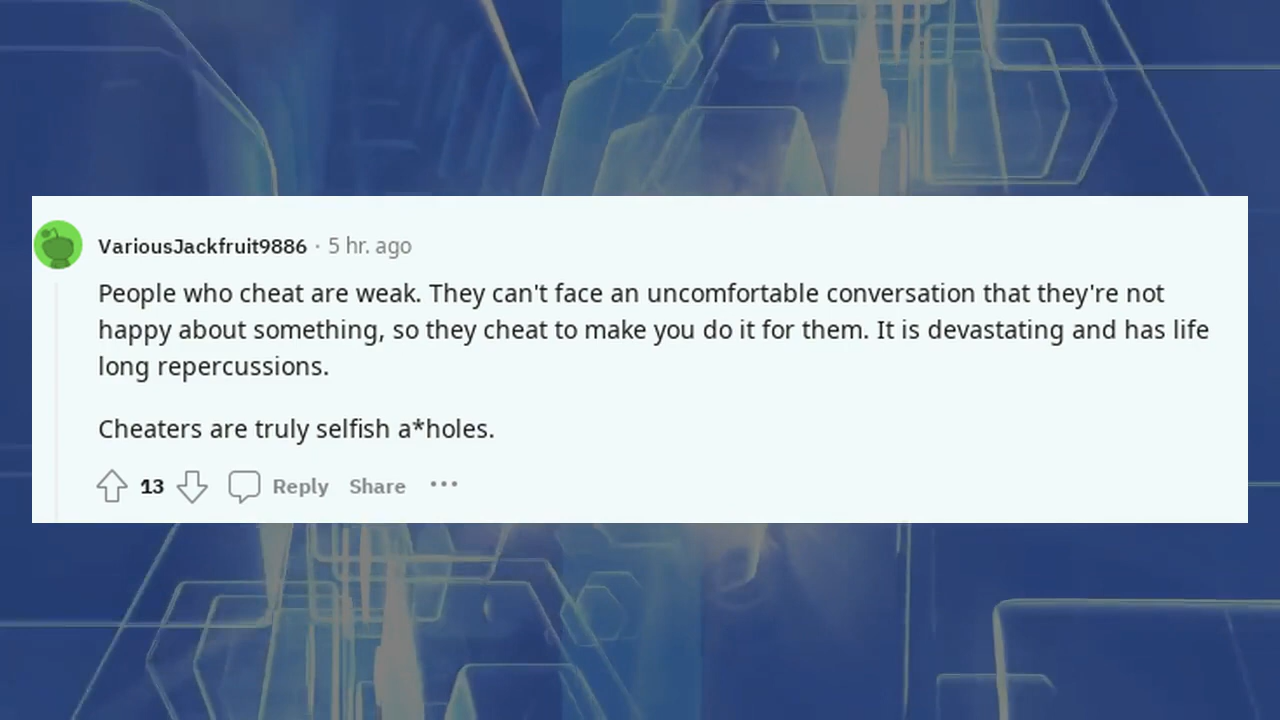 VariousJackfruit9886 · 5 hr. ago
People who cheat are weak. They can't face an uncomfortable conversation that they're not
happy about something, so they cheat to make you do it for them. It is devastating and has life
long repercussions.
Cheaters are truly selfish a*holes.
13 Reply Share ···